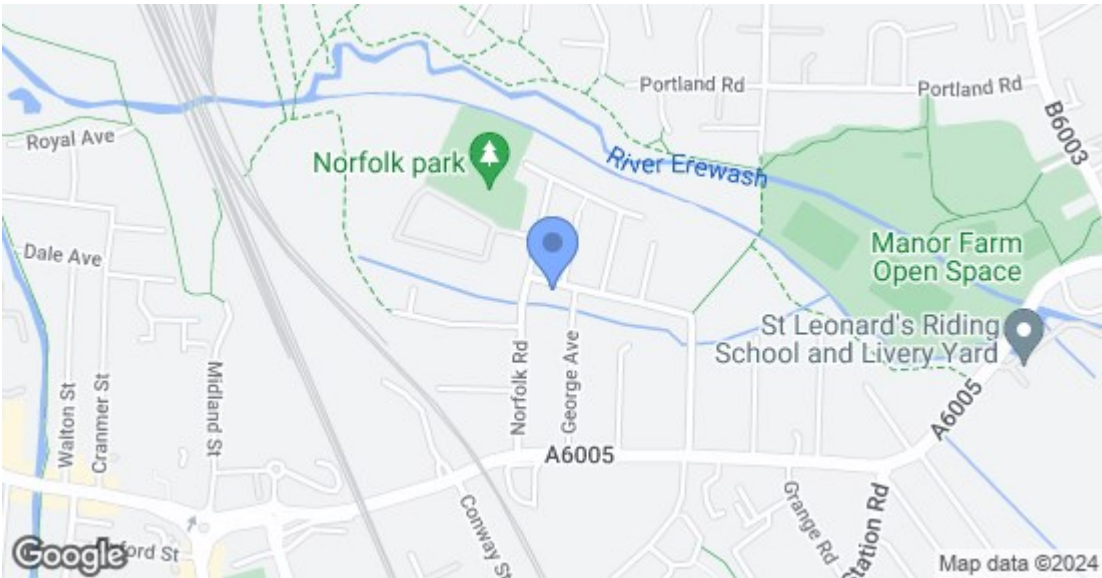 Portland Rd
Portland Rd
Royal Ave
B6003
Norfolk park
River Erewash
Dale Ave
Manor Farm
Open Space
St Leonard's Riding
School and Livery Yard
Norfolk Rd
George Ave
Midland St
Walton St
Cranmer St
A6005
A6005
Conway St
Grange Rd
Station Rd
Google
Map data ©2024